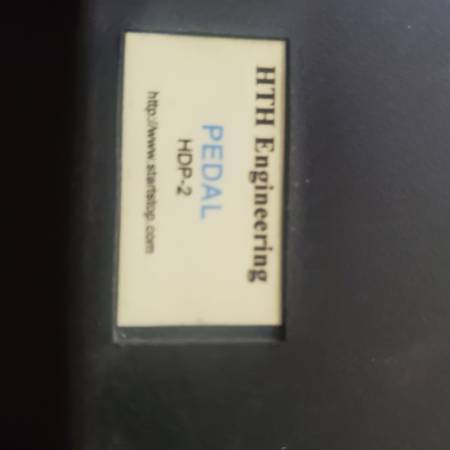 HTH Engineering
PEDAL
HDP-2
http://www.startstop.com